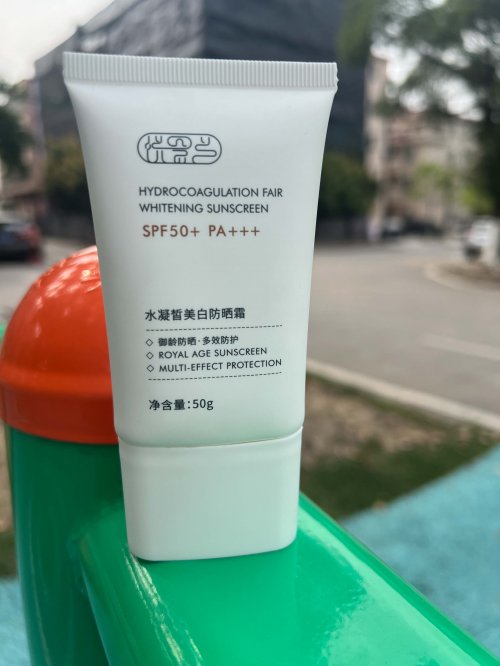 HYDROCOAGULATION FAIR
WHITENING SUNSCREEN
SPF50+ PA+++
水凝皙美白防晒霜
◇ 御龄防晒·多效防护
◇ ROYAL AGE SUNSCREEN
◇ MULTI-EFFECT PROTECTION
净含量:50g